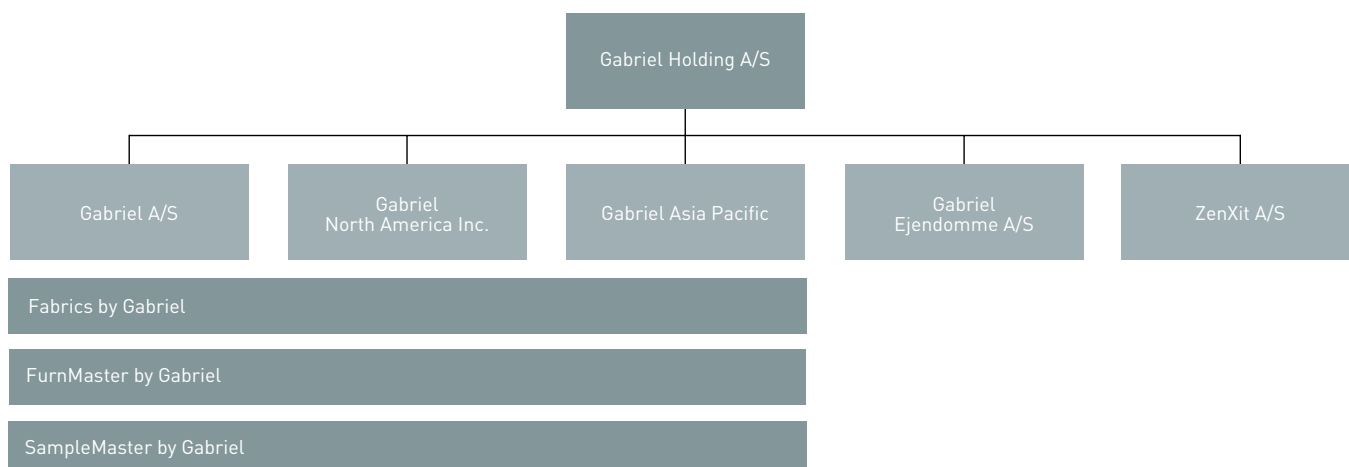 Gabriel Holding A/S
Gabriel A/S
Gabriel
North America Inc.
Gabriel Asia Pacific
Gabriel
Ejendomme A/S
ZenXit A/S
Fabrics by Gabriel
FurnMaster by Gabriel
SampleMaster by Gabriel